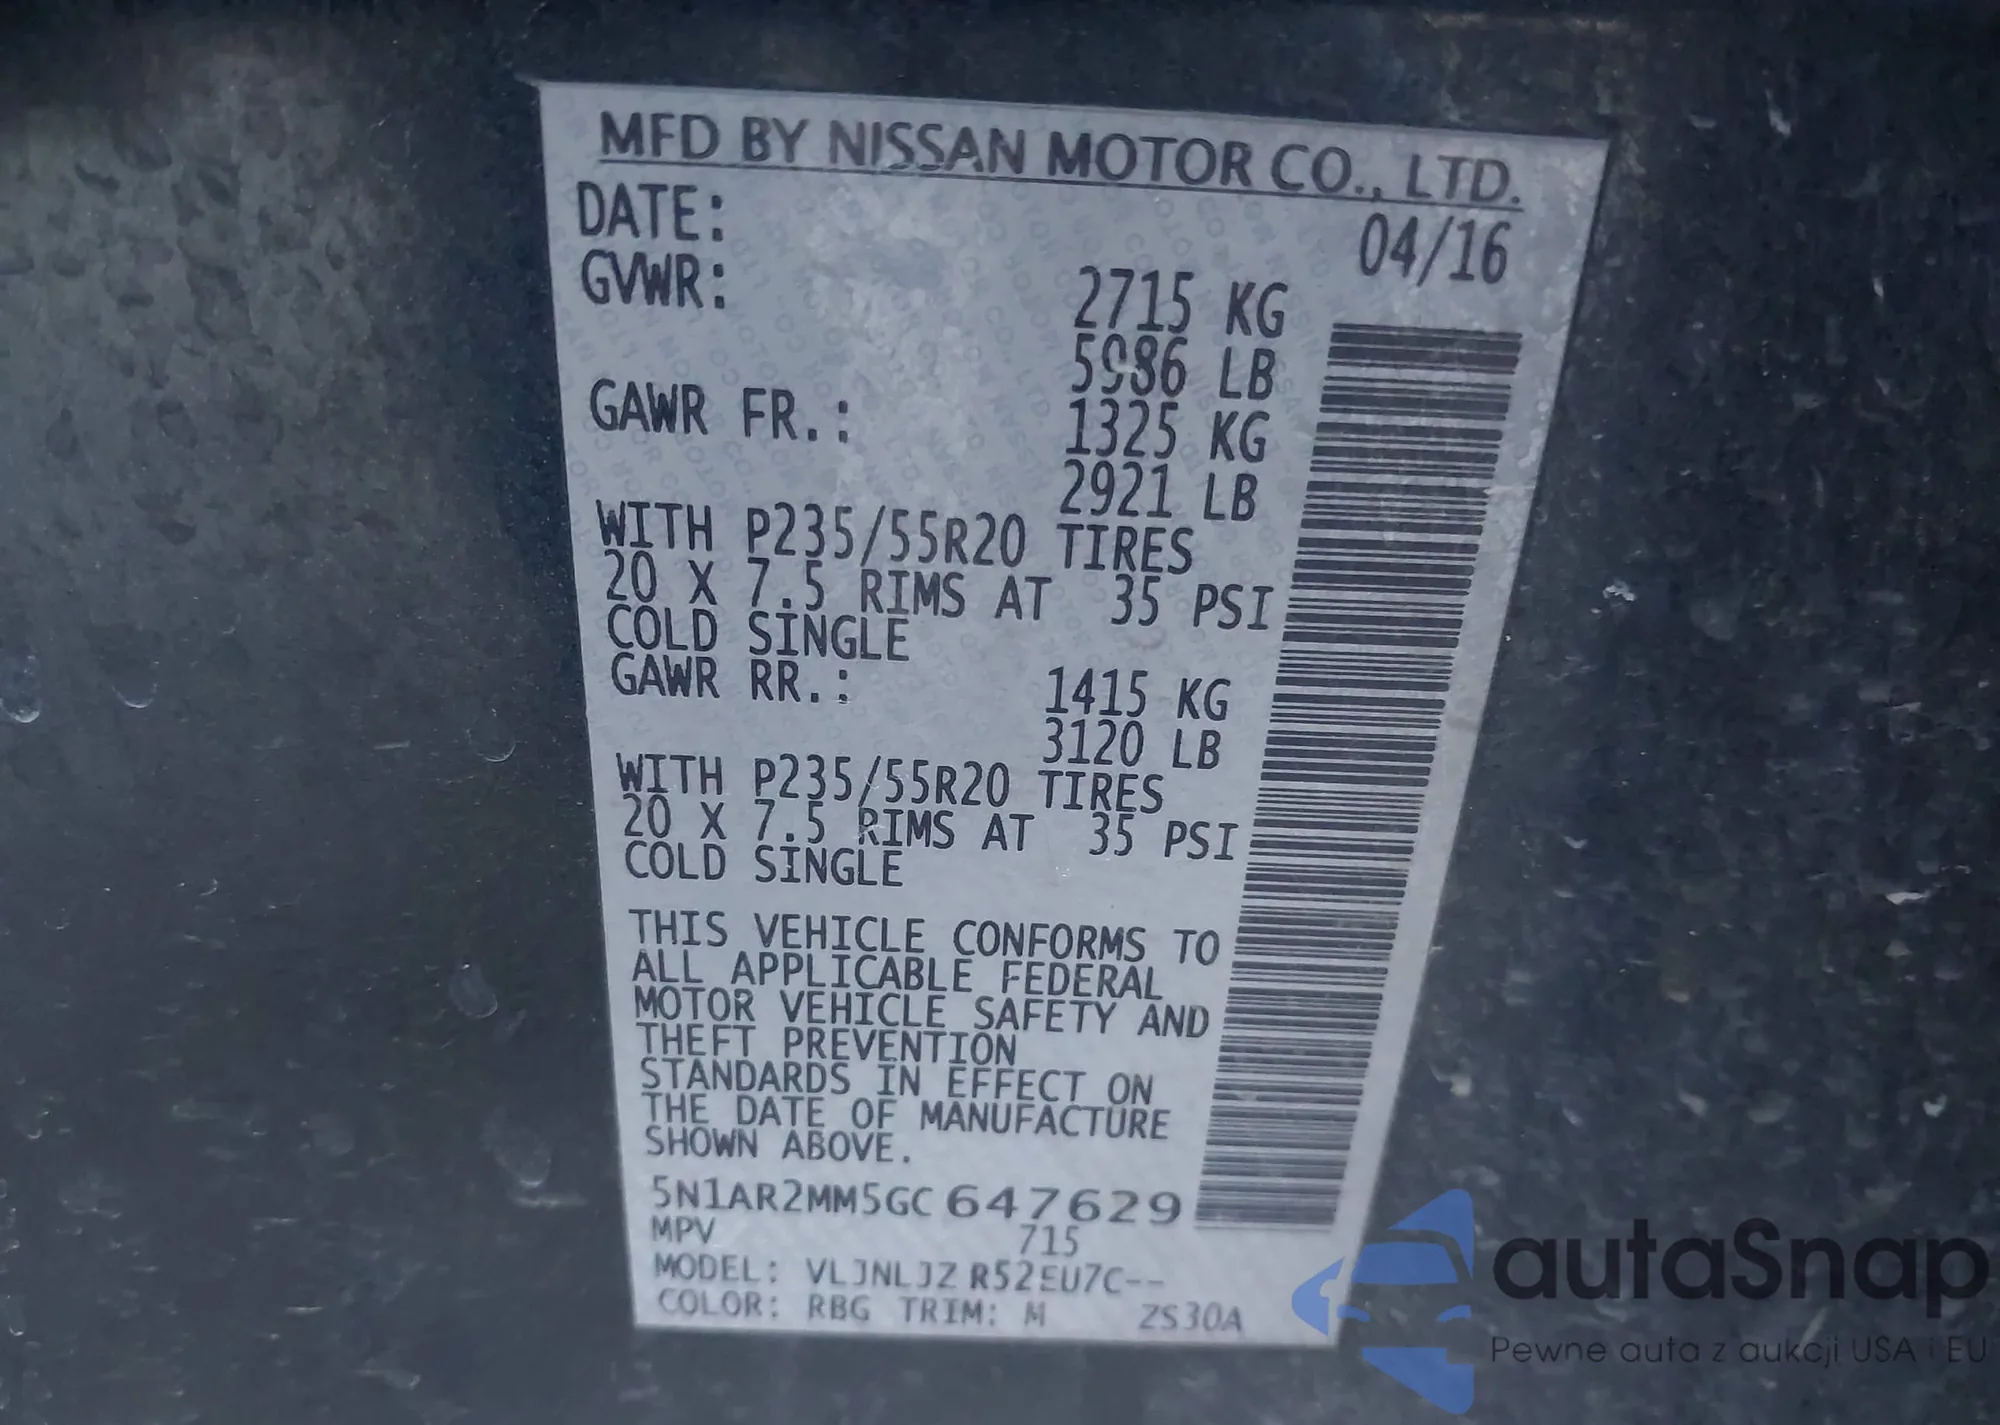 MFD BY NISSAN MOTOR CO., LTD.
DATE: 04/16
GVWR: 2715 KG
5986 LB
GAWR FR.: 1325 KG
2921 LB
WITH P235/55R20 TIRES
20 X 7.5 RIMS AT 35 PSI
COLD SINGLE
GAWR RR.: 1415 KG
3120 LB
WITH P235/55R20 TIRES
20 X 7.5 RIMS AT 35 PSI
COLD SINGLE
THIS VEHICLE CONFORMS TO
ALL APPLICABLE FEDERAL
MOTOR VEHICLE SAFETY AND
THEFT PREVENTION
STANDARDS IN EFFECT ON
THE DATE OF MANUFACTURE
SHOWN ABOVE.
5N1AR2MM5GC647629
MPV 715
MODEL: VLJNLJZ R52EU7C--
COLOR: RBG TRIM: M ZS30A
autaSnap
Pewne auta z aukcji USA i EU